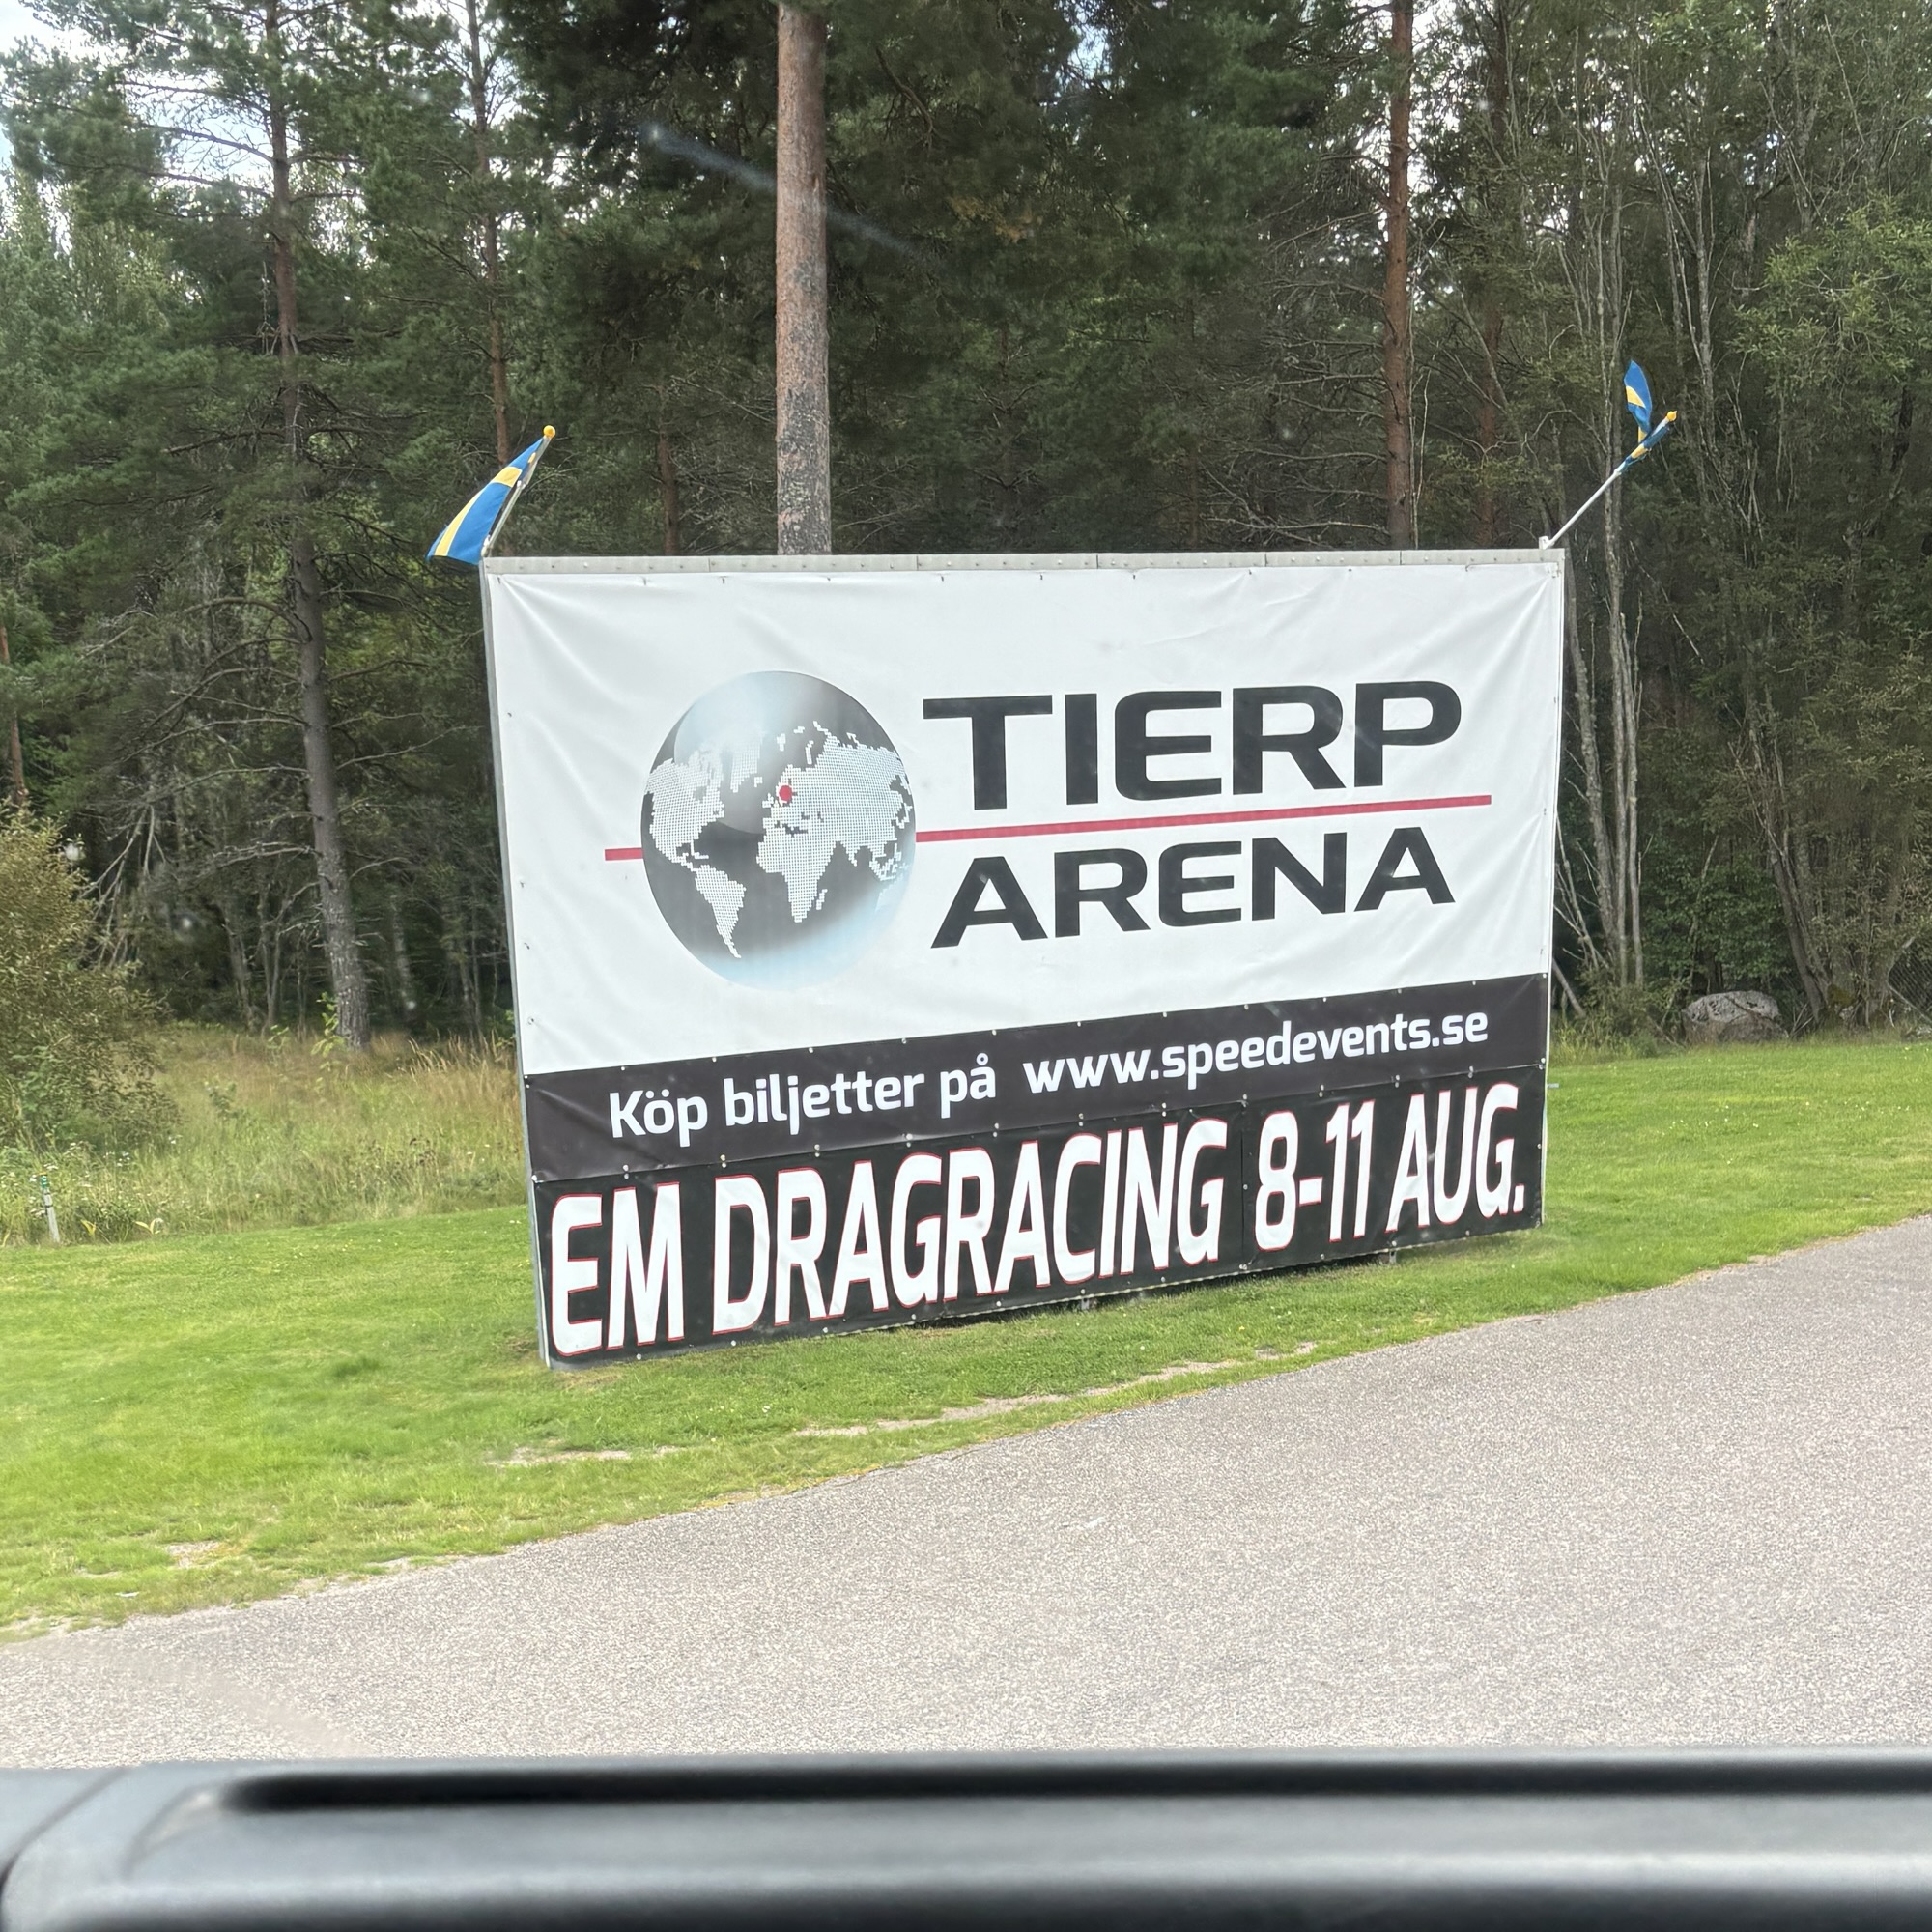 TIERP
ARENA
Köp biljetter på www.speedevents.se
EM DRAGRACING 8-11 AUG.